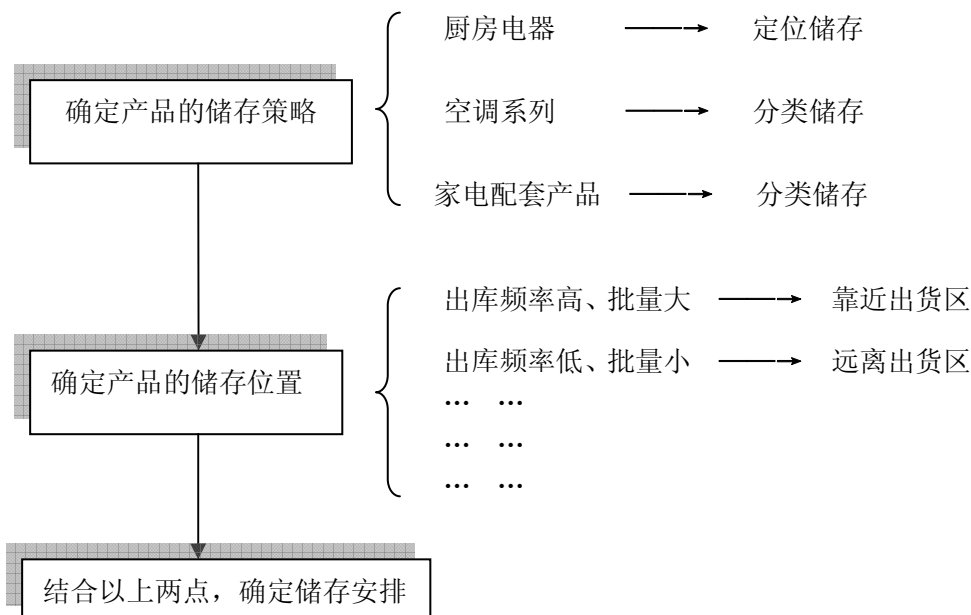 厨房电器 定位储存
确定产品的储存策略
空调系列 分类储存
家电配套产品 分类储存
出库频率高、批量大 靠近出货区
确定产品的储存位置
出库频率低、批量小 远离出货区
… …
… …
… …
结合以上两点，确定储存安排